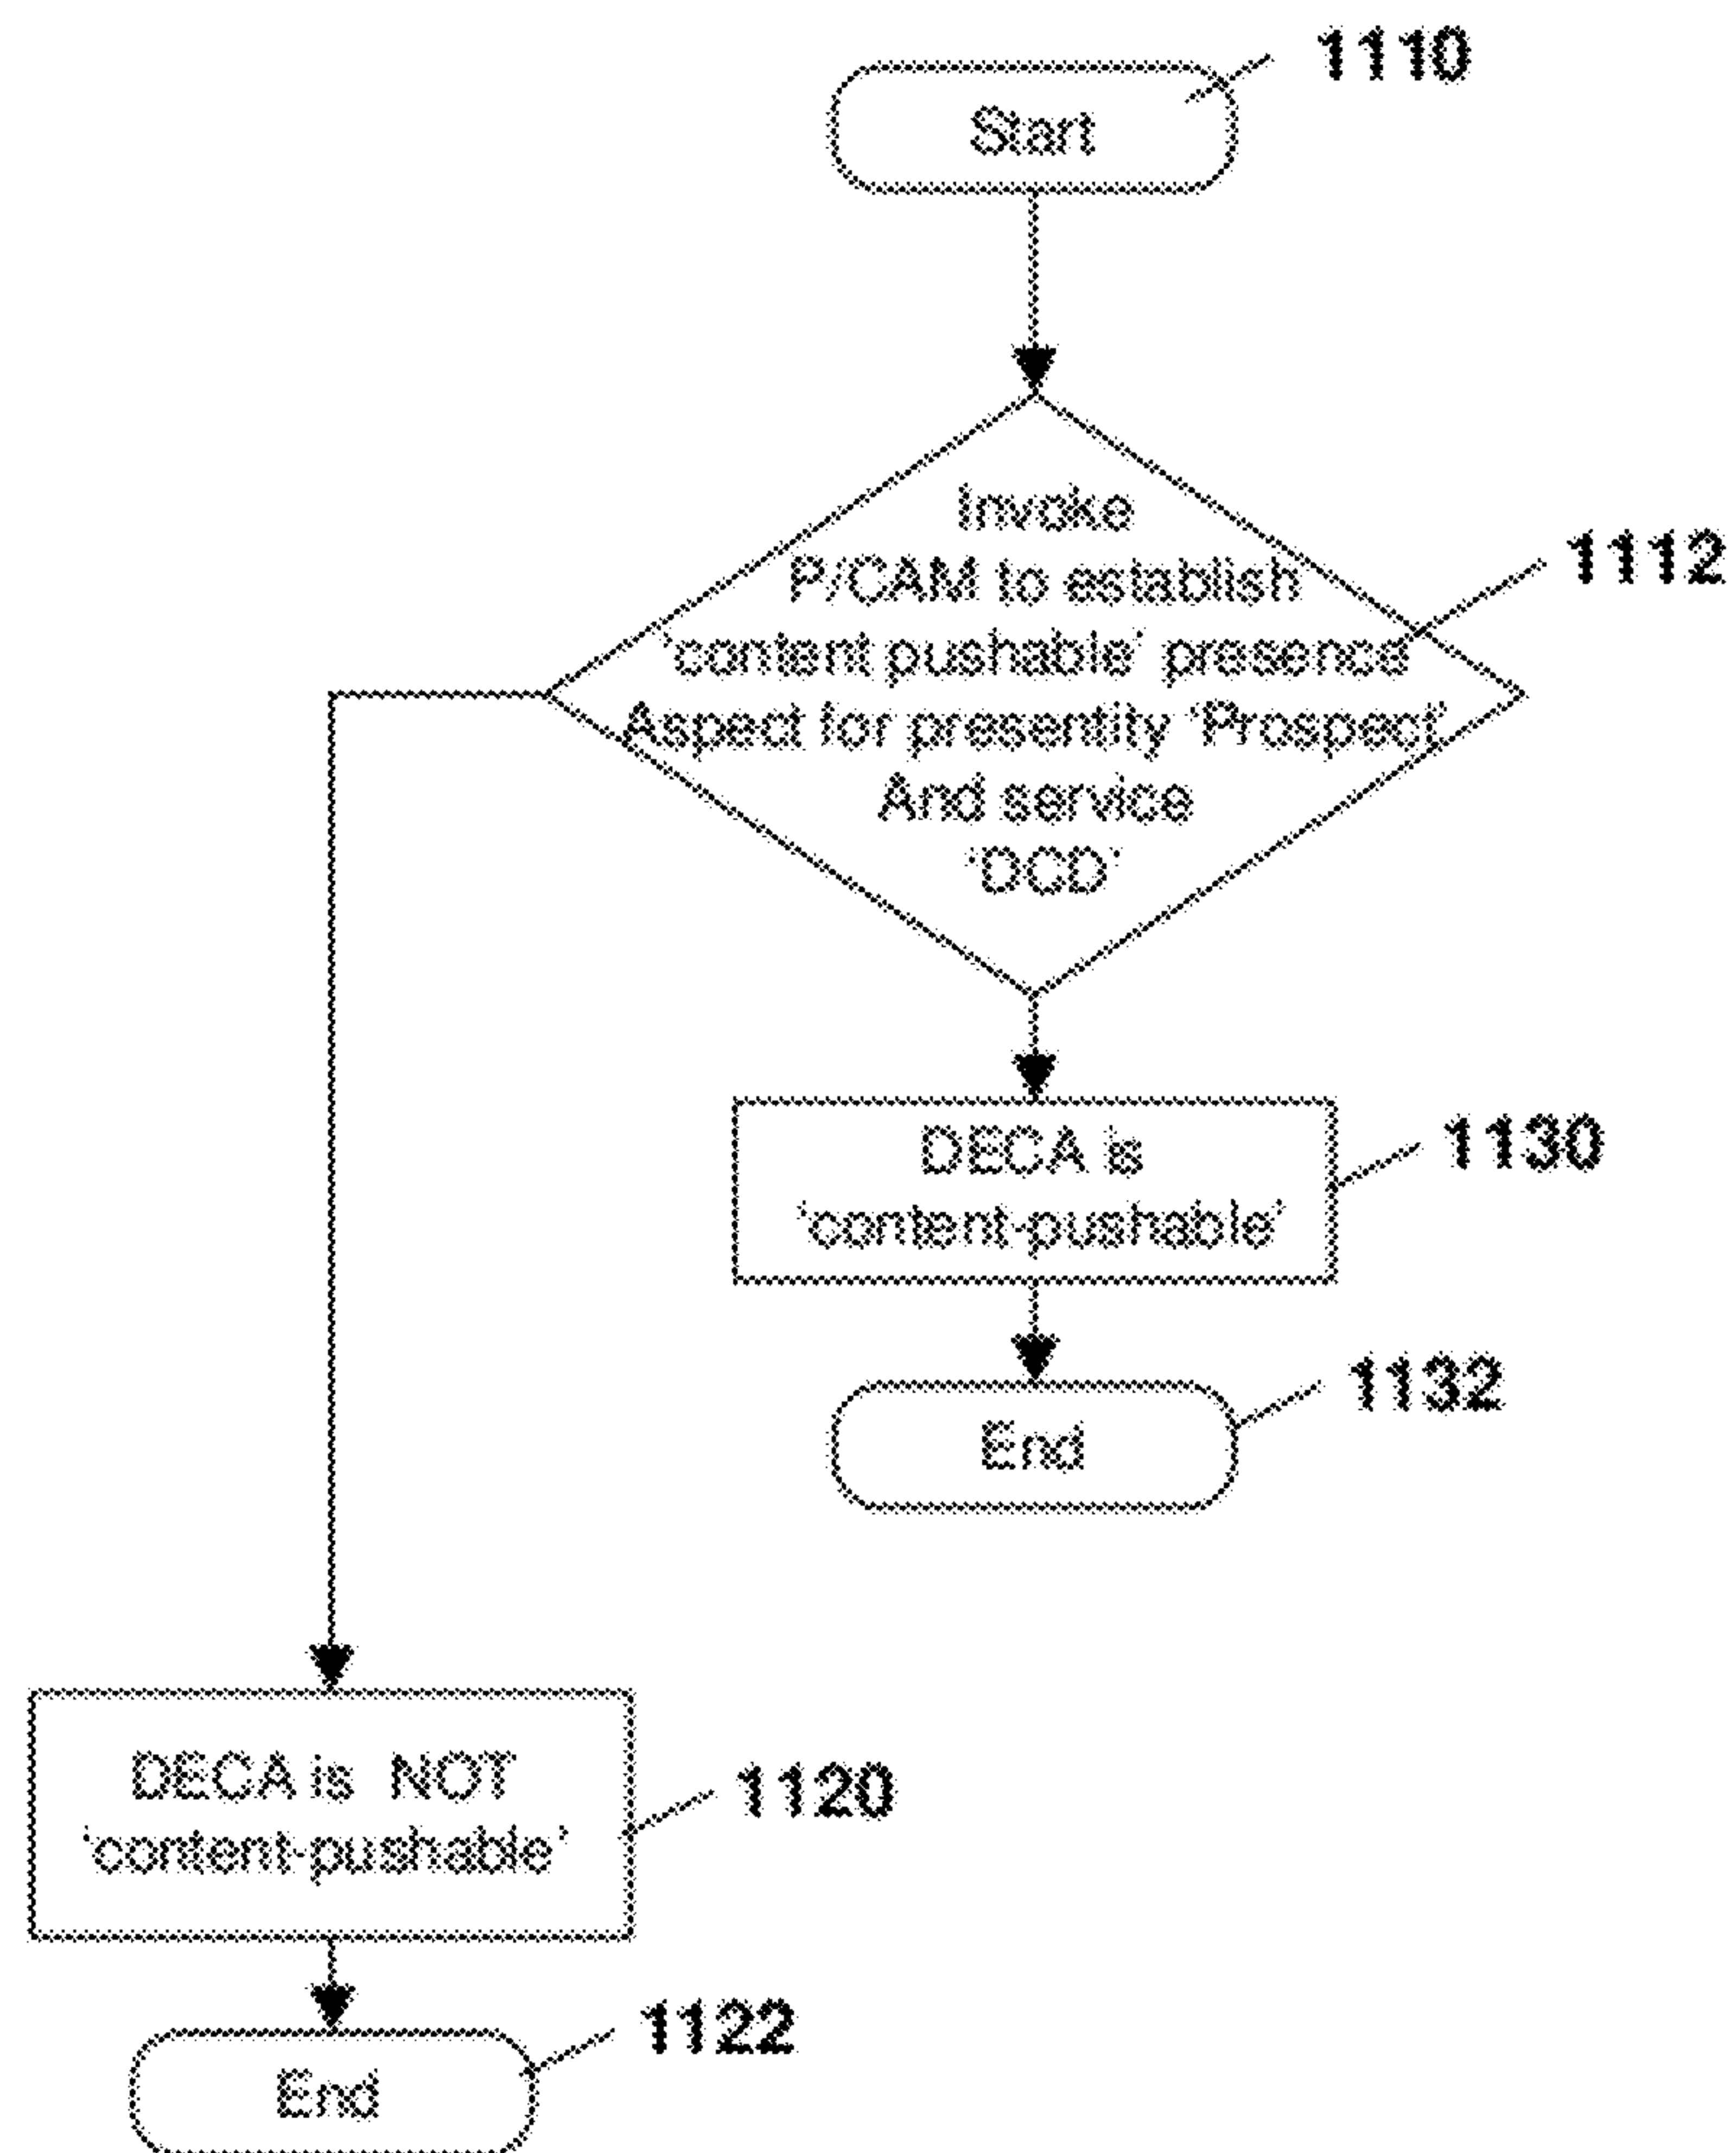 1110
Start
Invoke
P/CAM to establish
1112
‘content pushable’ presence
Aspect for presentity ‘Prospect’
And service
‘DCD’
DECA is
1130
‘content-pushable’
1132
End
DECA is NOT
1120
‘content-pushable’
1122
End